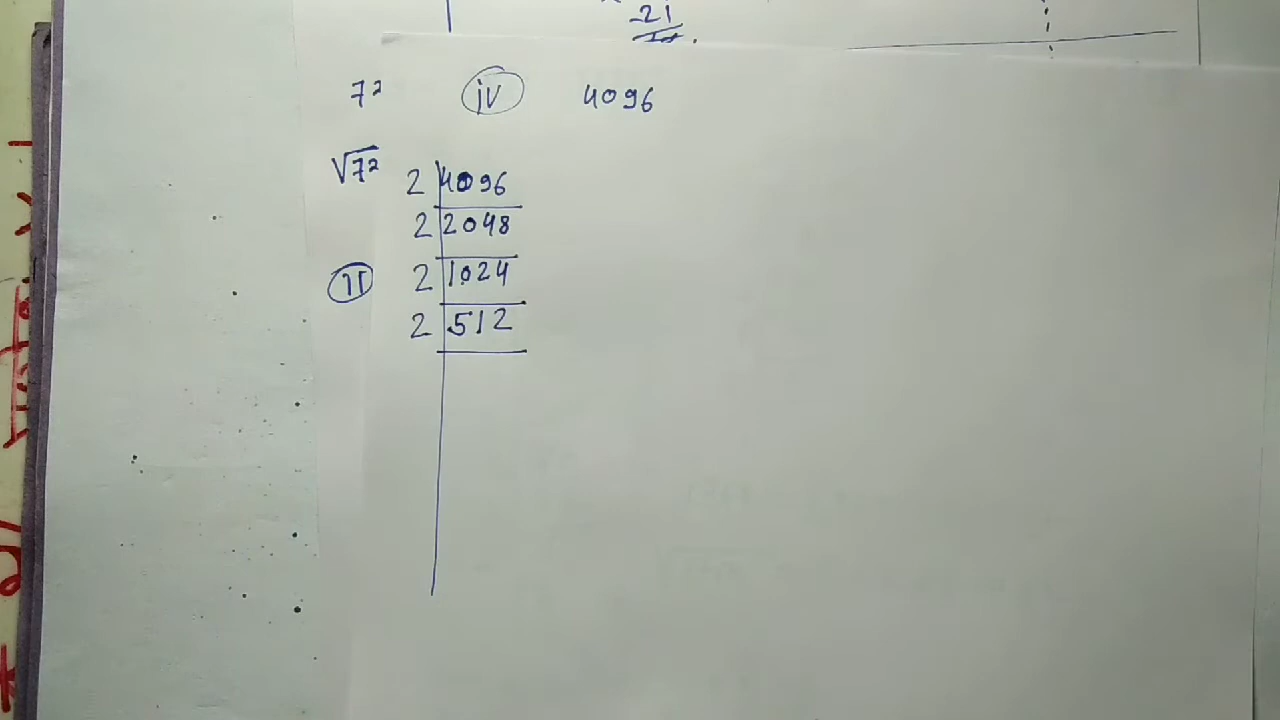 21
7² iv 4096
√7² 2 4096
2 2048
II 2 1024
2 512